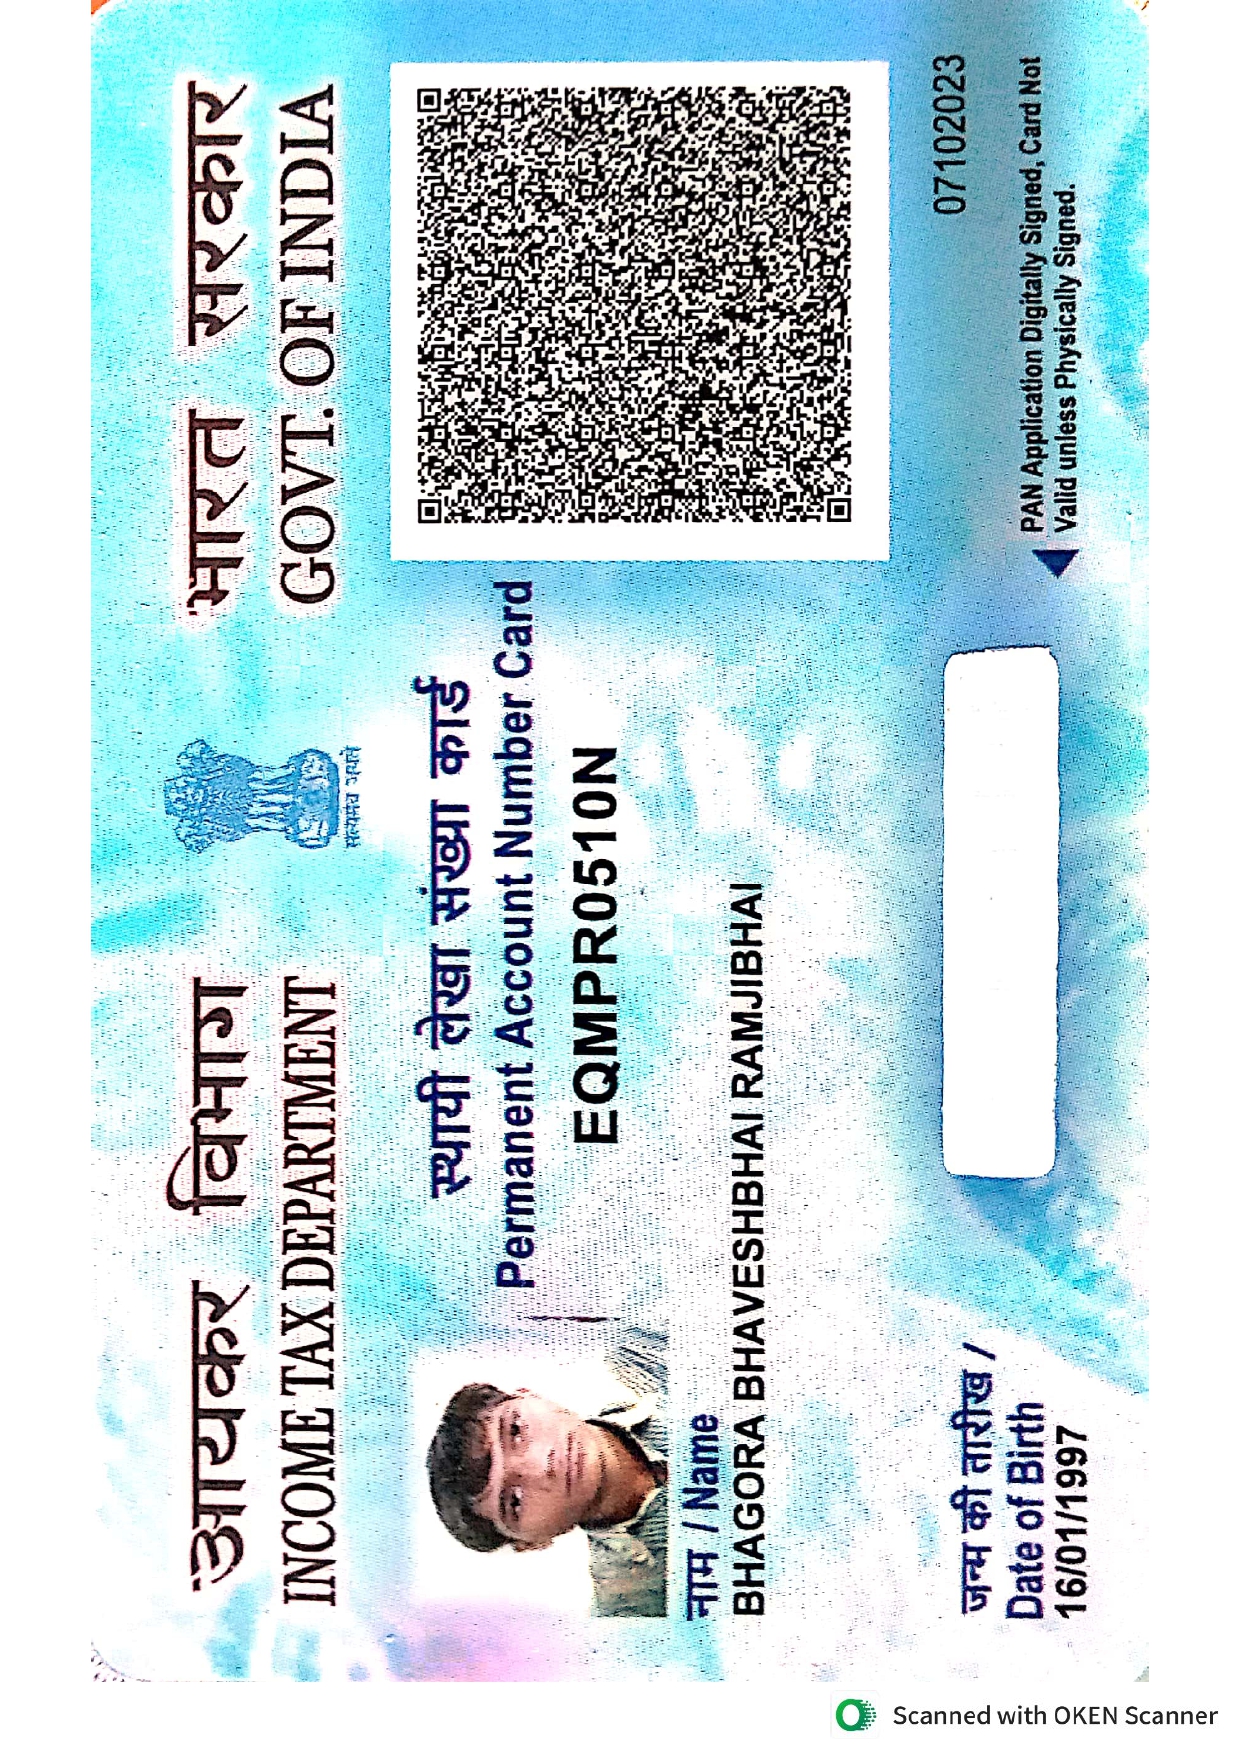 आयकर विभाग
INCOME TAX DEPARTMENT
सत्यमेव जयते
भारत सरकार
GOVT. OF INDIA
स्थायी लेखा संख्या कार्ड
Permanent Account Number Card
EQMPR0510N
नाम / Name
BHAGORA BHAVESHBHAI RAMJIBHAI
जन्म की तारीख /
Date of Birth
16/01/1997
07102023
PAN Application Digitally Signed, Card Not
Valid unless Physically Signed.
Scanned with OKEN Scanner